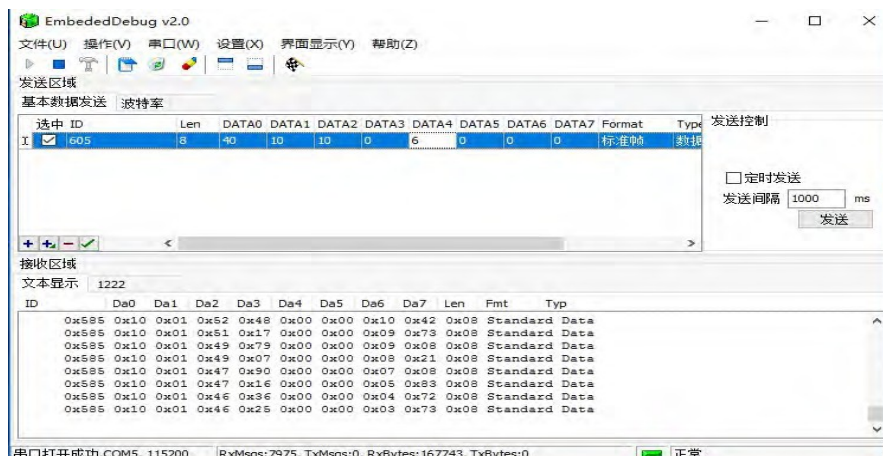 EmbededDebug v2.0
文件(U) 操作(V) 串口(W) 设置(X) 界面显示(Y) 帮助(Z)
发送区域
基本数据发送 波特率
选中 ID Len DATA0 DATA1 DATA2 DATA3 DATA4 DATA5 DATA6 DATA7 Format Type
605 8 40 10 10 0 6 0 0 0 标准帧 数据
发送控制
定时发送
发送间隔 1000 ms
发送
接收区域
文本显示 1222
ID Da0 Da1 Da2 Da3 Da4 Da5 Da6 Da7 Len Fmt Typ
0x585 0x10 0x01 0x52 0x48 0x00 0x00 0x10 0x42 0x08 Standard Data
0x585 0x10 0x01 0x51 0x17 0x00 0x00 0x09 0x73 0x08 Standard Data
0x585 0x10 0x01 0x49 0x79 0x00 0x00 0x09 0x08 0x08 Standard Data
0x585 0x10 0x01 0x49 0x07 0x00 0x00 0x08 0x21 0x08 Standard Data
0x585 0x10 0x01 0x47 0x90 0x00 0x00 0x07 0x08 0x08 Standard Data
0x585 0x10 0x01 0x47 0x16 0x00 0x00 0x05 0x83 0x08 Standard Data
0x585 0x10 0x01 0x46 0x36 0x00 0x00 0x04 0x72 0x08 Standard Data
0x585 0x10 0x01 0x46 0x25 0x00 0x00 0x03 0x73 0x08 Standard Data
串口打开成功 COM5, 115200 RxMsgs:7975, TxMsgs:0, RxBytes:167743, TxBytes:0 正常